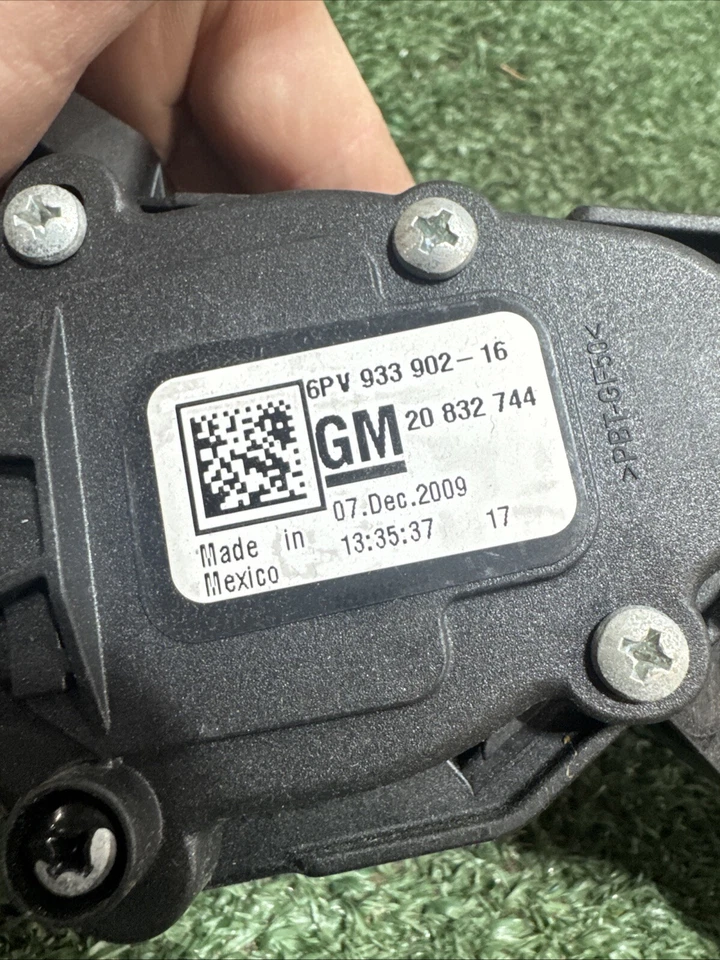 6PV 933 902-16
GM 20 832 744
07.Dec.2009
Made in 13:35:37 17
Mexico
>PBT-GF30<